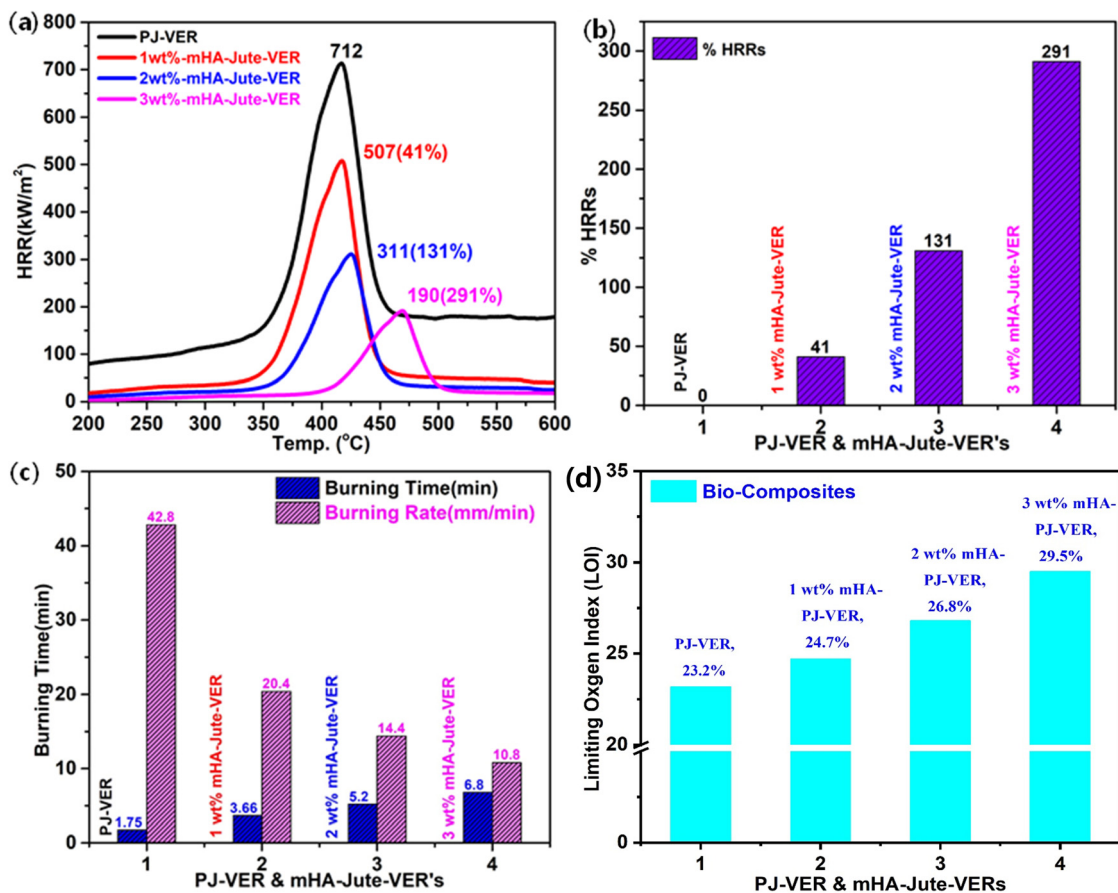 (a)
PJ-VER
1wt%-mHA-Jute-VER
2wt%-mHA-Jute-VER
3wt%-mHA-Jute-VER
712
507(41%)
311(131%)
190(291%)
HRR(kW/m²)
800
700
600
500
400
300
200
100
0
200 250 300 350 400 450 500 550 600
Temp. (°C)
(b)
% HRRs
% HRRs
300
250
200
150
100
50
0
PJ-VER
0
1 wt% mHA-Jute-VER
41
2 wt% mHA-Jute-VER
131
3 wt% mHA-Jute-VER
291
1 2 3 4
PJ-VER & mHA-Jute-VER's
(c)
Burning Time(min)
Burning Rate(mm/min)
Burning Time(min)
50
40
30
20
10
0
PJ-VER
1.75
42.8
1 wt% mHA-Jute-VER
3.66
20.4
2 wt% mHA-Jute-VER
5.2
14.4
3 wt% mHA-Jute-VER
6.8
10.8
1 2 3 4
PJ-VER & mHA-Jute-VER's
(d)
Bio-Composites
Limiting Oxgen Index (LOI)
35
30
25
20
0
PJ-VER,
23.2%
1 wt% mHA-
PJ-VER,
24.7%
2 wt% mHA-
PJ-VER,
26.8%
3 wt% mHA-
PJ-VER,
29.5%
1 2 3 4
PJ-VER & mHA-Jute-VERs